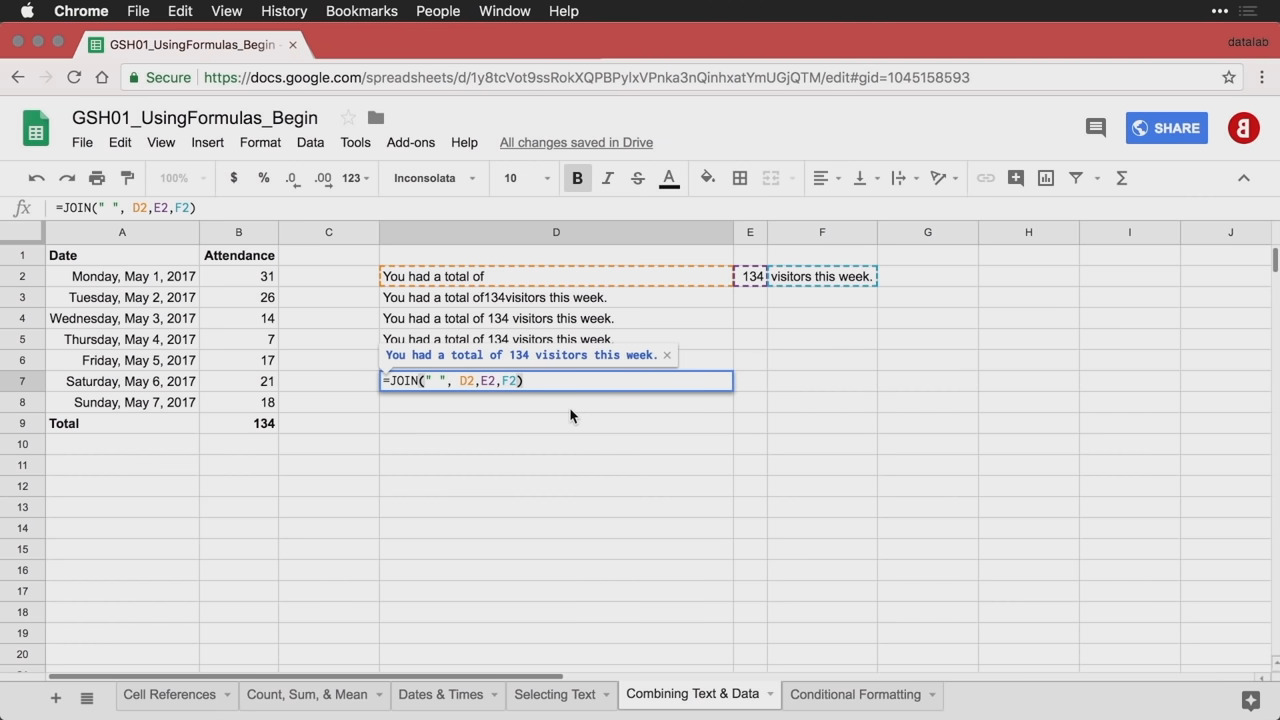 Chrome File Edit View History Bookmarks People Window Help
GSH01_UsingFormulas_Begin - × datalab
Secure https://docs.google.com/spreadsheets/d/1y8tcVot9ssRokXQPBPylxVPnka3nQinhxatYmUGjQTM/edit#gid=1045158593
GSH01_UsingFormulas_Begin
File Edit View Insert Format Data Tools Add-ons Help All changes saved in Drive
SHARE
100% $ % .0 .00 123 Inconsolata 10 B I S A Σ
fx =JOIN(" ", D2,E2,F2)
A B C D E F G H I J
1 Date Attendance
2 Monday, May 1, 2017 31 You had a total of 134 visitors this week.
3 Tuesday, May 2, 2017 26 You had a total of134visitors this week.
4 Wednesday, May 3, 2017 14 You had a total of 134 visitors this week.
5 Thursday, May 4, 2017 7 You had a total of 134 visitors this week.
You had a total of 134 visitors this week. ×
6 Friday, May 5, 2017 17
7 Saturday, May 6, 2017 21 =JOIN(" ", D2,E2,F2)
8 Sunday, May 7, 2017 18
9 Total 134
10
11
12
13
14
15
16
17
18
19
20
+ Cell References Count, Sum, & Mean Dates & Times Selecting Text Combining Text & Data Conditional Formatting